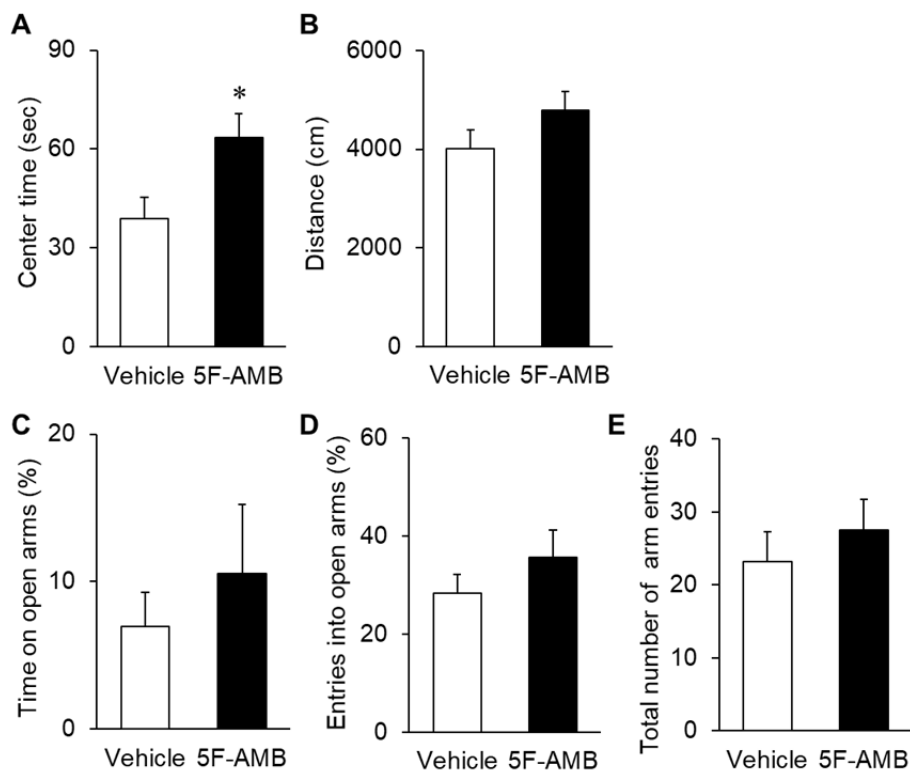 A
Center time (sec)
90
60
30
0
*
Vehicle 5F-AMB
B
Distance (cm)
6000
4000
2000
0
Vehicle 5F-AMB
C
Time on open arms (%)
20
10
0
Vehicle 5F-AMB
D
Entries into open arms (%)
60
40
20
0
Vehicle 5F-AMB
E
Total number of arm entries
40
30
20
10
0
Vehicle 5F-AMB